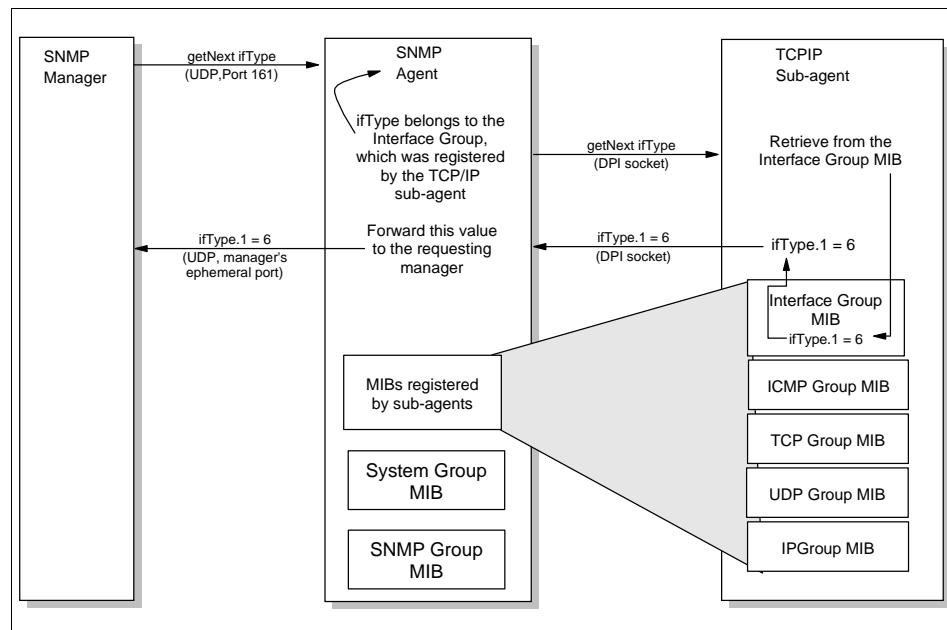 SNMP
Manager
getNext ifType
(UDP,Port 161)
SNMP
Agent
ifType belongs to the
Interface Group,
which was registered
by the TCP/IP
sub-agent
getNext ifType
(DPI socket)
TCPIP
Sub-agent
Retrieve from the
Interface Group MIB
ifType.1 = 6
(UDP, manager's
ephemeral port)
Forward this value
to the requesting
manager
ifType.1 = 6
(DPI socket)
ifType.1 = 6
Interface Group
MIB
ifType.1 = 6
MIBs registered
by sub-agents
System Group
MIB
SNMP Group
MIB
ICMP Group MIB
TCP Group MIB
UDP Group MIB
IPGroup MIB